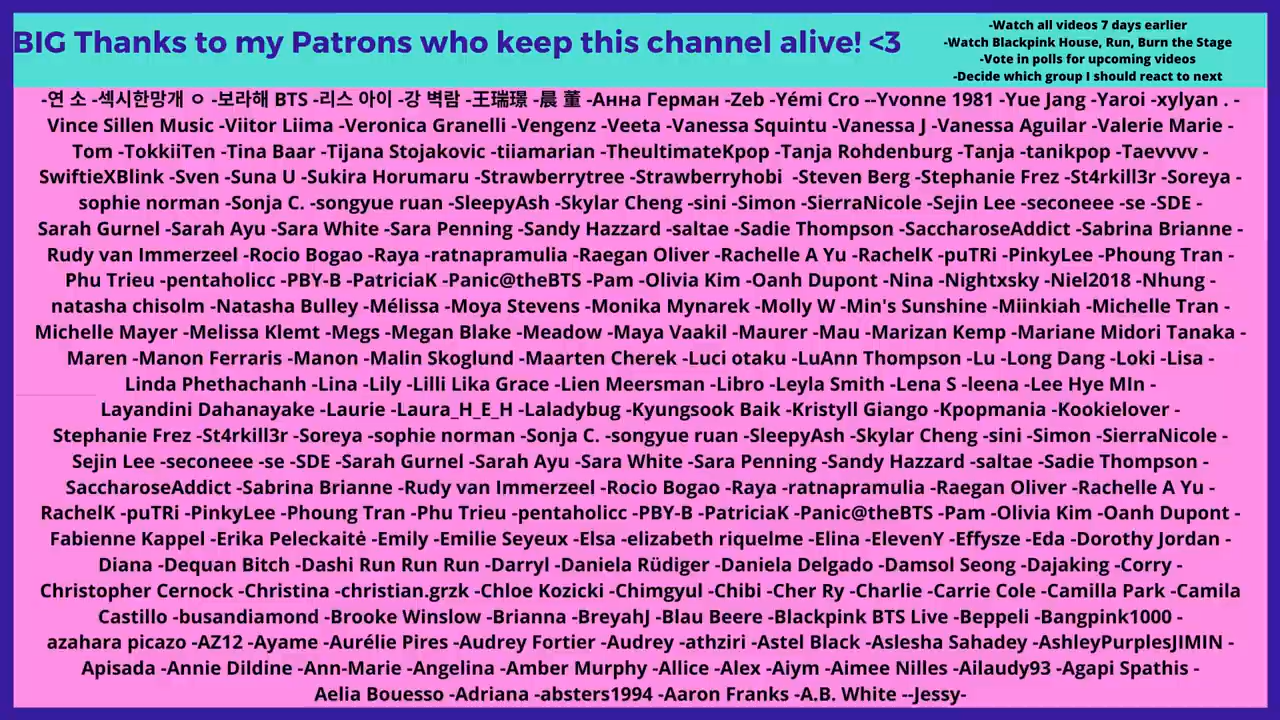 BIG Thanks to my Patrons who keep this channel alive! <3
-Watch all videos 7 days earlier
-Watch Blackpink House, Run, Burn the Stage
-Vote in polls for upcoming videos
-Decide which group I should react to next
-연 소 -섹시한망개 ㅇ -보라해 BTS -리스 아이 -강 벽람 -王瑞璟 -晨 董 -Анна Герман -Zeb -Yémi Cro --Yvonne 1981 -Yue Jang -Yaroi -xylyan . -
Vince Sillen Music -Viitor Liima -Veronica Granelli -Vengenz -Veeta -Vanessa Squintu -Vanessa J -Vanessa Aguilar -Valerie Marie -
Tom -TokkiiTen -Tina Baar -Tijana Stojakovic -tiiamarian -TheultimateKpop -Tanja Rohdenburg -Tanja -tanikpop -Taevvvv -
SwiftieXBlink -Sven -Suna U -Sukira Horumaru -Strawberrytree -Strawberryhobi -Steven Berg -Stephanie Frez -St4rkill3r -Soreya -
sophie norman -Sonja C. -songyue ruan -SleepyAsh -Skylar Cheng -sini -Simon -SierraNicole -Sejin Lee -seconeee -se -SDE -
Sarah Gurnel -Sarah Ayu -Sara White -Sara Penning -Sandy Hazzard -saltae -Sadie Thompson -SaccharoseAddict -Sabrina Brianne -
Rudy van Immerzeel -Rocio Bogao -Raya -ratnapramulia -Raegan Oliver -Rachelle A Yu -RachelK -puTRi -PinkyLee -Phoung Tran -
Phu Trieu -pentaholicc -PBY-B -PatriciaK -Panic@theBTS -Pam -Olivia Kim -Oanh Dupont -Nina -Nightxsky -Niel2018 -Nhung -
natasha chisolm -Natasha Bulley -Mélissa -Moya Stevens -Monika Mynarek -Molly W -Min's Sunshine -Miinkiah -Michelle Tran -
Michelle Mayer -Melissa Klemt -Megs -Megan Blake -Meadow -Maya Vaakil -Maurer -Mau -Marizan Kemp -Mariane Midori Tanaka -
Maren -Manon Ferraris -Manon -Malin Skoglund -Maarten Cherek -Luci otaku -LuAnn Thompson -Lu -Long Dang -Loki -Lisa -
Linda Phethachanh -Lina -Lily -Lilli Lika Grace -Lien Meersman -Libro -Leyla Smith -Lena S -leena -Lee Hye MIn -
Layandini Dahanayake -Laurie -Laura_H_E_H -Laladybug -Kyungsook Baik -Kristyll Giango -Kpopmania -Kookielover -
Stephanie Frez -St4rkill3r -Soreya -sophie norman -Sonja C. -songyue ruan -SleepyAsh -Skylar Cheng -sini -Simon -SierraNicole -
Sejin Lee -seconeee -se -SDE -Sarah Gurnel -Sarah Ayu -Sara White -Sara Penning -Sandy Hazzard -saltae -Sadie Thompson -
SaccharoseAddict -Sabrina Brianne -Rudy van Immerzeel -Rocio Bogao -Raya -ratnapramulia -Raegan Oliver -Rachelle A Yu -
RachelK -puTRi -PinkyLee -Phoung Tran -Phu Trieu -pentaholicc -PBY-B -PatriciaK -Panic@theBTS -Pam -Olivia Kim -Oanh Dupont -
Fabienne Kappel -Erika Peleckaitė -Emily -Emilie Seyeux -Elsa -elizabeth riquelme -Elina -ElevenY -Effysze -Eda -Dorothy Jordan -
Diana -Dequan Bitch -Dashi Run Run Run -Darryl -Daniela Rüdiger -Daniela Delgado -Damsol Seong -Dajaking -Corry -
Christopher Cernock -Christina -christian.grzk -Chloe Kozicki -Chimgyul -Chibi -Cher Ry -Charlie -Carrie Cole -Camilla Park -Camila
Castillo -busandiamond -Brooke Winslow -Brianna -BreyahJ -Blau Beere -Blackpink BTS Live -Beppeli -Bangpink1000 -
azahara picazo -AZ12 -Ayame -Aurélie Pires -Audrey Fortier -Audrey -athziri -Astel Black -Aslesha Sahadey -AshleyPurplesJIMIN -
Apisada -Annie Dildine -Ann-Marie -Angelina -Amber Murphy -Allice -Alex -Aiym -Aimee Nilles -Ailaudy93 -Agapi Spathis -
Aelia Bouesso -Adriana -absters1994 -Aaron Franks -A.B. White --Jessy-